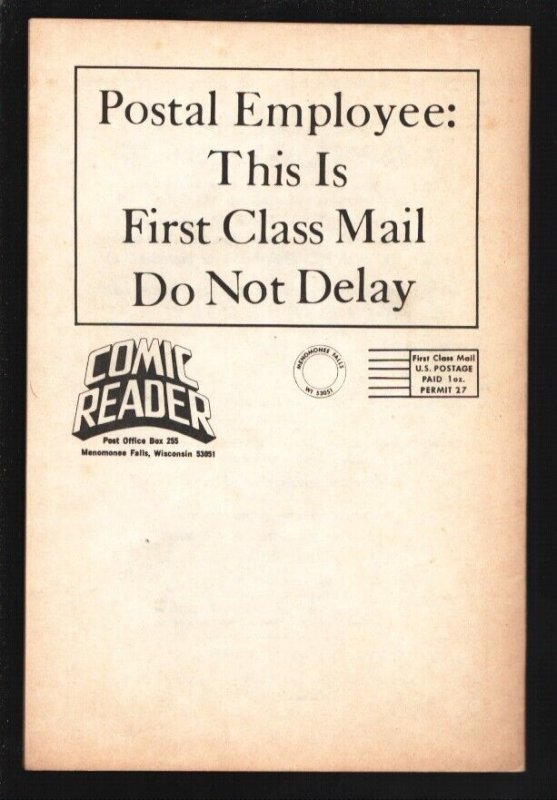 Postal Employee:
This Is
First Class Mail
Do Not Delay
COMIC
READER
Post Office Box 255
Menomonee Falls, Wisconsin 53051
MENOMONEE FALLS
WI 53051
First Class Mail
U.S. POSTAGE
PAID 1oz.
PERMIT 27